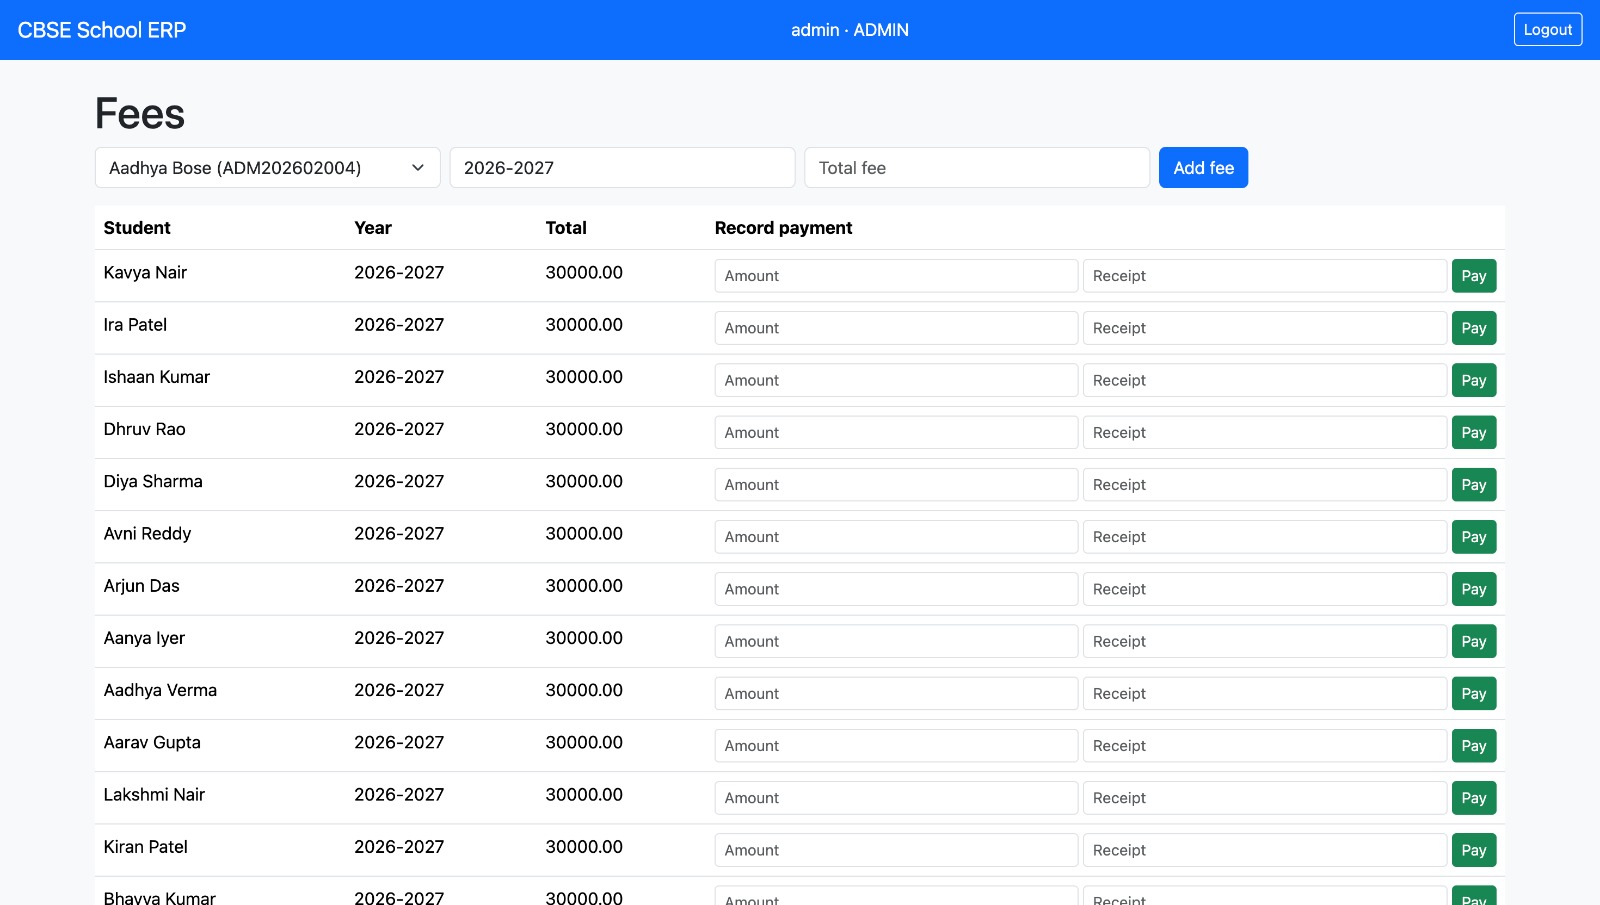 CBSE School ERP
admin · ADMIN
Logout
Fees
Aadhya Bose (ADM202602004) 2026-2027 Total fee Add fee
Student Year Total Record payment
Kavya Nair 2026-2027 30000.00 Amount Receipt Pay
Ira Patel 2026-2027 30000.00 Amount Receipt Pay
Ishaan Kumar 2026-2027 30000.00 Amount Receipt Pay
Dhruv Rao 2026-2027 30000.00 Amount Receipt Pay
Diya Sharma 2026-2027 30000.00 Amount Receipt Pay
Avni Reddy 2026-2027 30000.00 Amount Receipt Pay
Arjun Das 2026-2027 30000.00 Amount Receipt Pay
Aanya Iyer 2026-2027 30000.00 Amount Receipt Pay
Aadhya Verma 2026-2027 30000.00 Amount Receipt Pay
Aarav Gupta 2026-2027 30000.00 Amount Receipt Pay
Lakshmi Nair 2026-2027 30000.00 Amount Receipt Pay
Kiran Patel 2026-2027 30000.00 Amount Receipt Pay
Bhavya Kumar 2026-2027 30000.00 Amount Receipt Pay